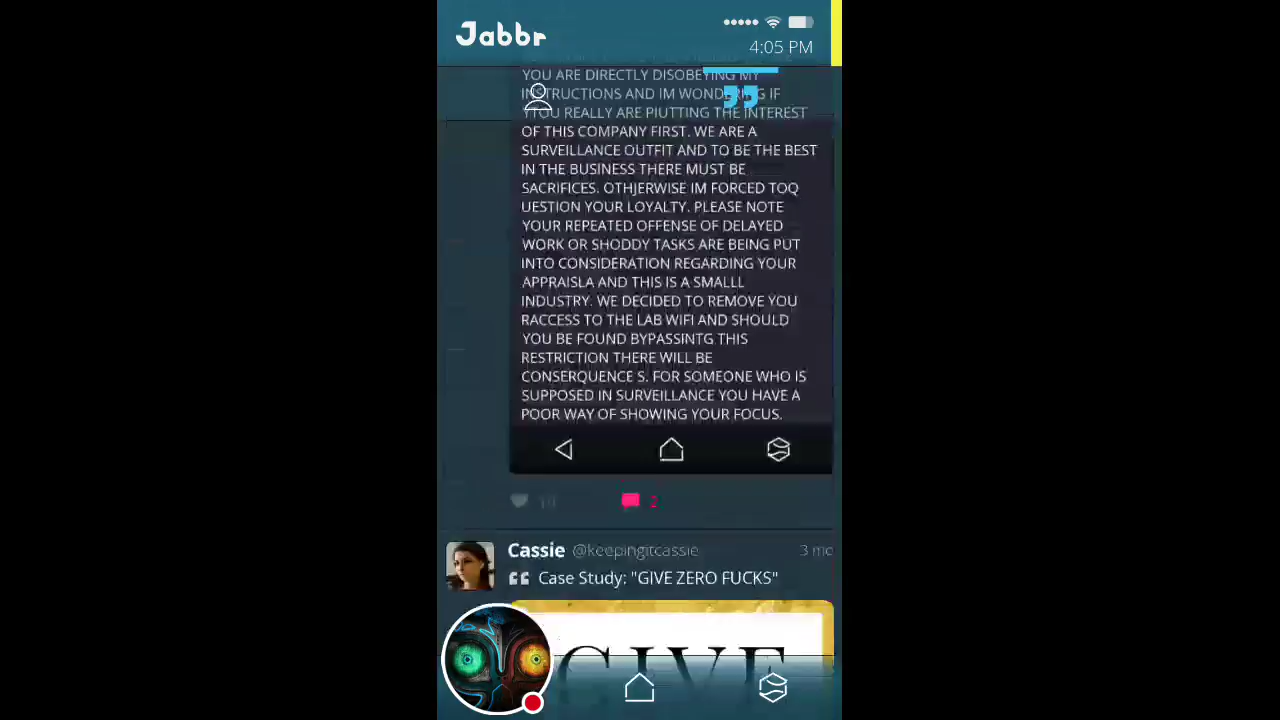 Jabbr
4:05 PM
YOU ARE DIRECTLY DISOBEYING MY
INSTRUCTIONS AND IM WONDERING IF
YTOU REALLY ARE PIUTTING THE INTEREST
OF THIS COMPANY FIRST. WE ARE A
SURVEILLANCE OUTFIT AND TO BE THE BEST
IN THE BUSINESS THERE MUST BE
SACRIFICES. OTHJERWISE IM FORCED TOQ
UESTION YOUR LOYALTY. PLEASE NOTE
YOUR REPEATED OFFENSE OF DELAYED
WORK OR SHODDY TASKS ARE BEING PUT
INTO CONSIDERATION REGARDING YOUR
APPRAISLA AND THIS IS A SMALLL
INDUSTRY. WE DECIDED TO REMOVE YOU
RACCESS TO THE LAB WIFI AND SHOULD
YOU BE FOUND BYPASSINTG THIS
RESTRICTION THERE WILL BE
CONSERQUENCE S. FOR SOMEONE WHO IS
SUPPOSED IN SURVEILLANCE YOU HAVE A
POOR WAY OF SHOWING YOUR FOCUS.
Cassie @keepingitcassie 3 mo
Case Study: "GIVE ZERO FUCKS"
GIVE